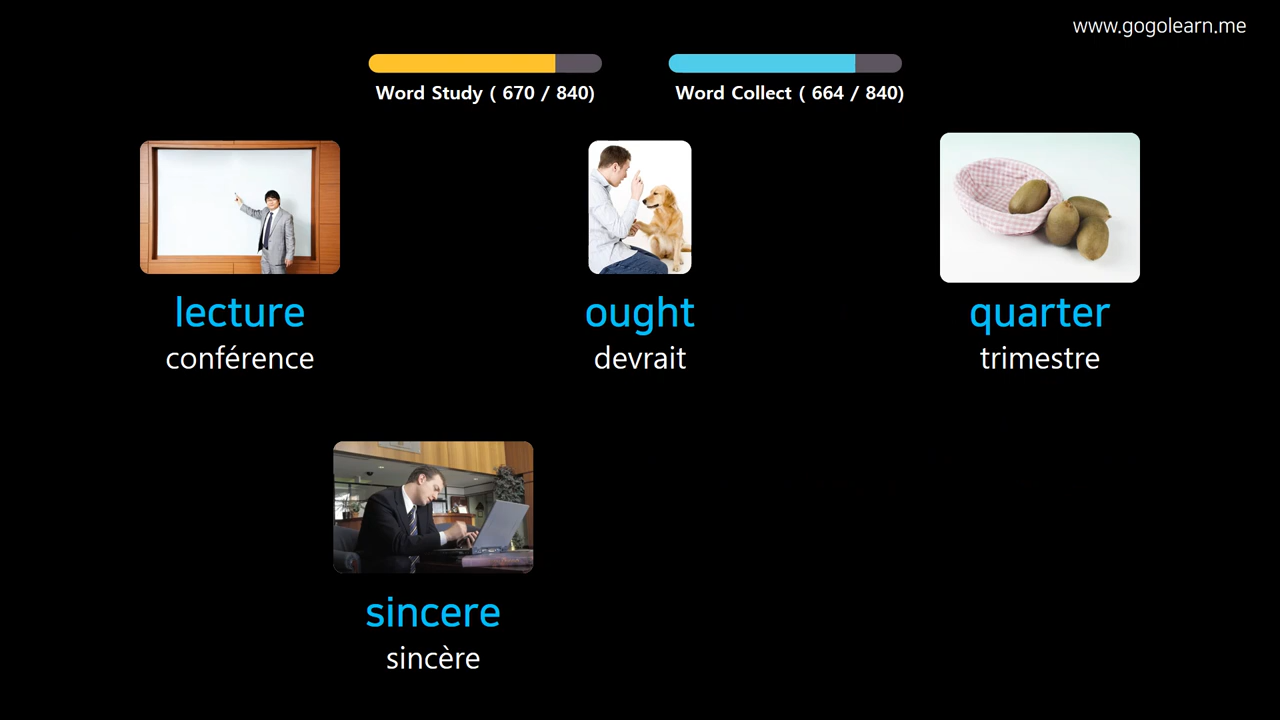 www.gogolearn.me
Word Study ( 670 / 840)
Word Collect ( 664 / 840)
lecture
conférence
ought
devrait
quarter
trimestre
sincere
sincère